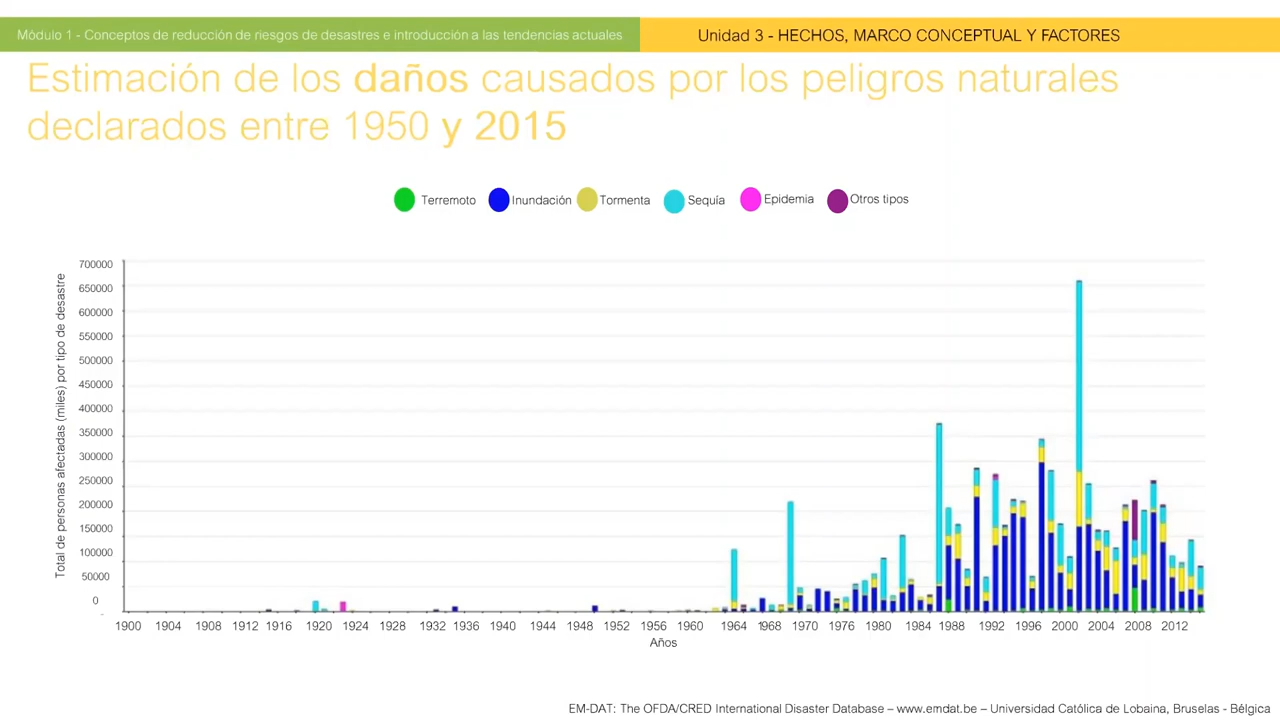 Módulo 1 - Conceptos de reducción de riesgos de desastres e introducción a las tendencias actuales
Unidad 3 - HECHOS, MARCO CONCEPTUAL Y FACTORES
Estimación de los daños causados por los peligros naturales
declarados entre 1950 y 2015
Terremoto
Inundación
Tormenta
Sequía
Epidemia
Otros tipos
Total de personas afectadas (miles) por tipo de desastre
700000
650000
600000
550000
500000
450000
400000
350000
300000
250000
200000
150000
100000
50000
0
1900 1904 1908 1912 1916 1920 1924 1928 1932 1936 1940 1944 1948 1952 1956 1960 1964 1968 1970 1976 1980 1984 1988 1992 1996 2000 2004 2008 2012
Años
EM-DAT: The OFDA/CRED International Disaster Database – www.emdat.be – Universidad Católica de Lobaina, Bruselas - Bélgica